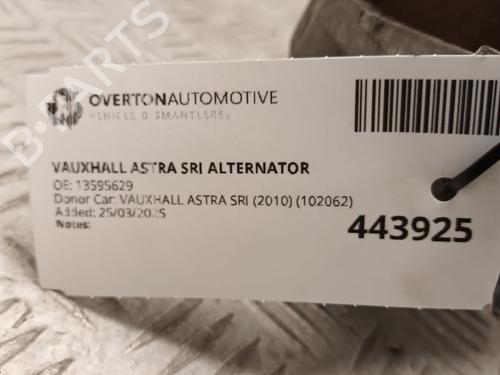 OVERTONAUTOMOTIVE
VEHICLE DISMANTLERS
VAUXHALL ASTRA SRI ALTERNATOR
OE: 13595629
Donor Car: VAUXHALL ASTRA SRI (2010) (102062)
Added: 25/03/2025
Notes:
443925
B-PARTS